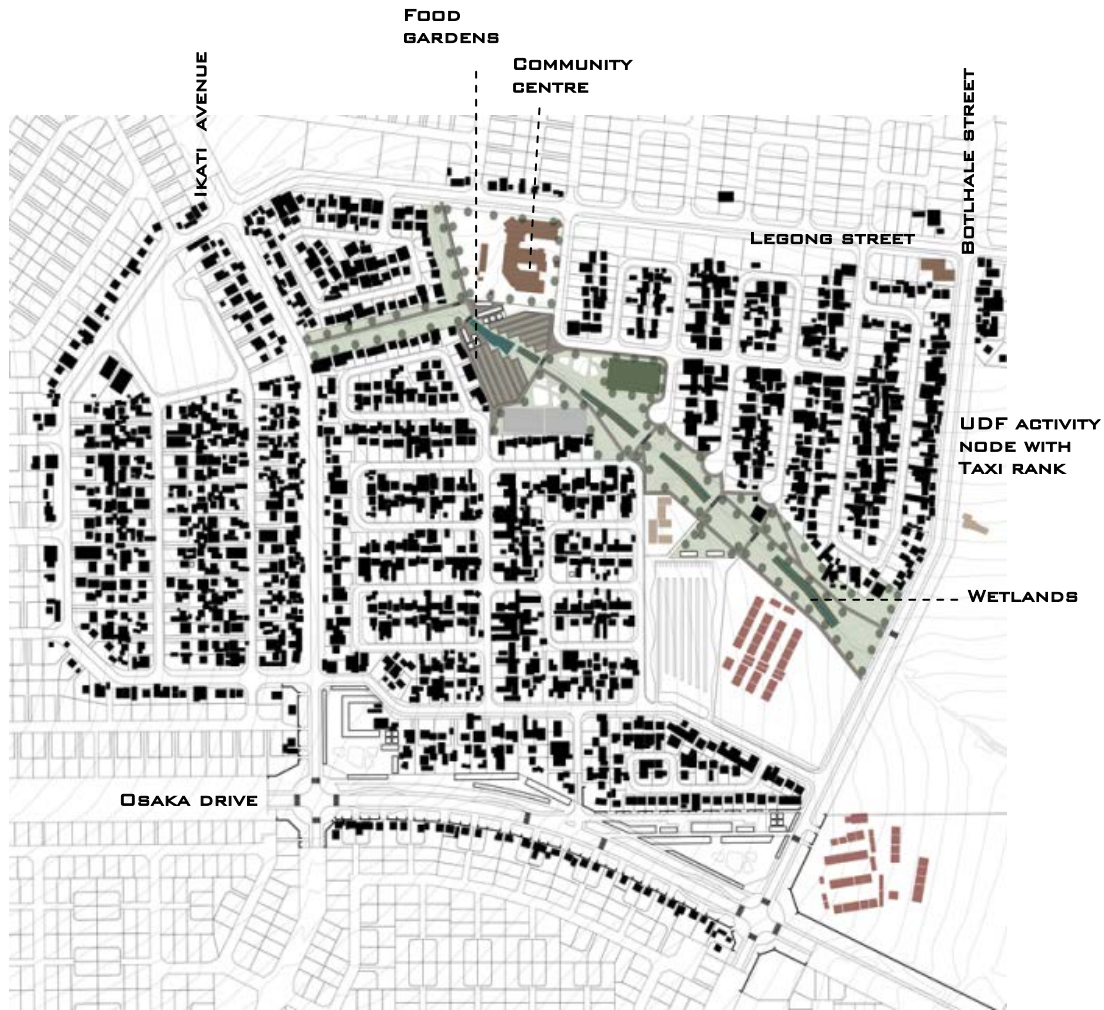 Food
gardens
Community
centre
Ikati avenue
Botlhale street
Legong street
UDF activity
node with
Taxi rank
Wetlands
Osaka drive